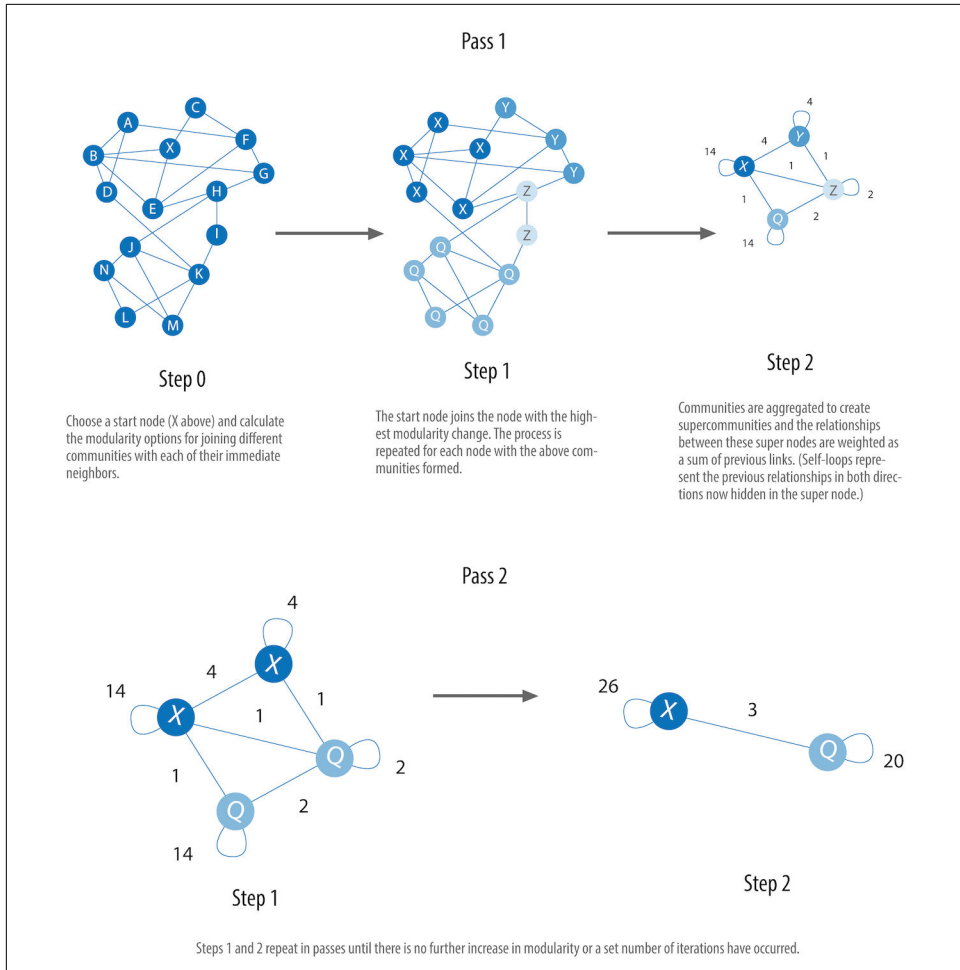 Pass 1
A
C
B
X
F
G
D
E
H
I
J
N
K
L
M
X
Y
X
X
Y
Y
X
X
Z
Z
Q
Q
Q
Q
Q
4
4
Y
14
X
1
1
Z
2
1
2
Q
14
Step 0
Step 1
Step 2
Choose a start node (X above) and calculate
the modularity options for joining different
communities with each of their immediate
neighbors.
The start node joins the node with the high-
est modularity change. The process is
repeated for each node with the above com-
munities formed.
Communities are aggregated to create
supercommunities and the relationships
between these super nodes are weighted as
a sum of previous links. (Self-loops repre-
sent the previous relationships in both direc-
tions now hidden in the super node.)
Pass 2
4
4
X
14
X
1
1
Q
2
1
2
Q
14
26
X
3
Q
20
Step 1
Step 2
Steps 1 and 2 repeat in passes until there is no further increase in modularity or a set number of iterations have occurred.